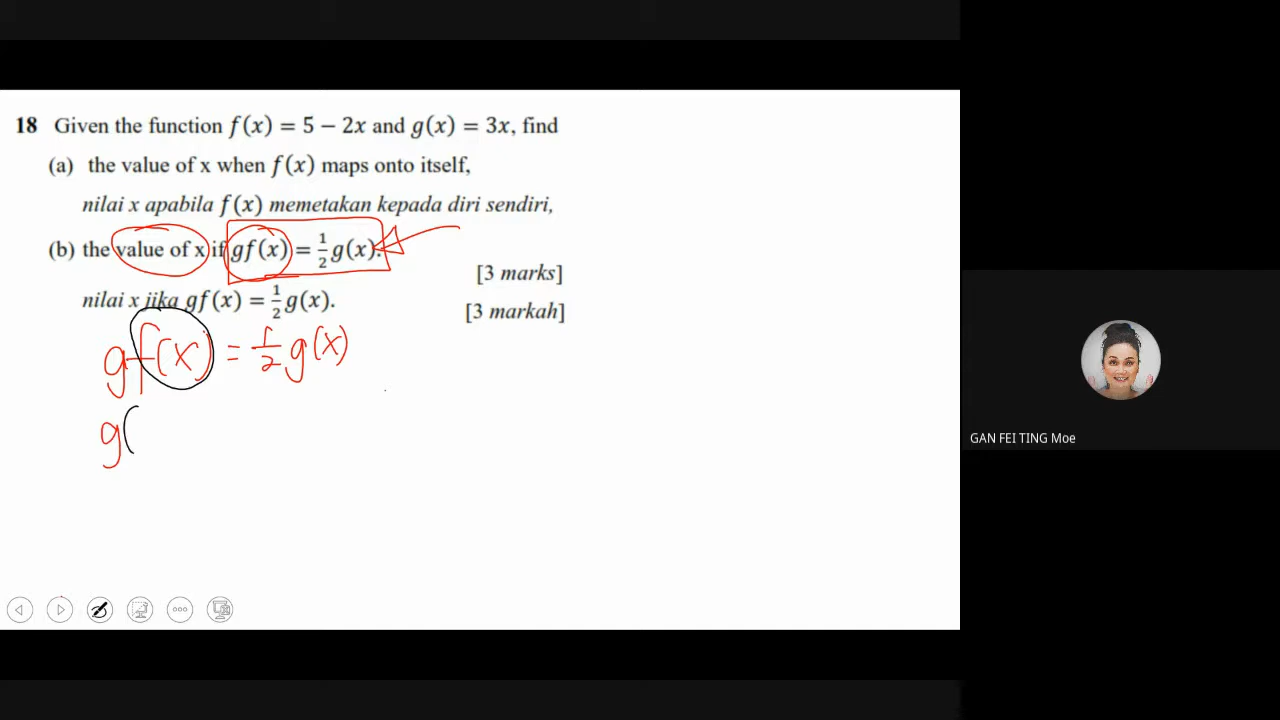 18 Given the function f(x) = 5 − 2x and g(x) = 3x, find
(a) the value of x when f(x) maps onto itself,
nilai x apabila f(x) memetakan kepada diri sendiri,
(b) the value of x if gf(x) = 1/2 g(x).
[3 marks]
nilai x jika gf(x) = 1/2 g(x).
[3 markah]
gf(x) = 1/2 g(x)
g(
GAN FEI TING Moe